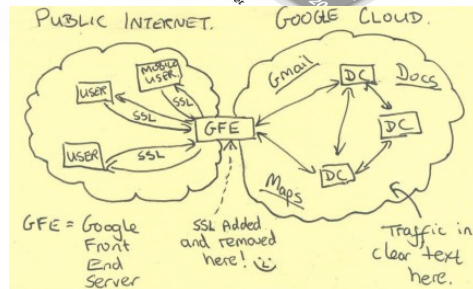 PUBLIC INTERNET.
GOOGLE CLOUD.
MOBILE
USER
USER
SSL
SSL
USER
SSL
GFE
Gmail
DC
Docs
DC
DC
Maps
GFE = Google
Front
End
Server
SSL Added
and removed
here!
Traffic in
clear text
here.